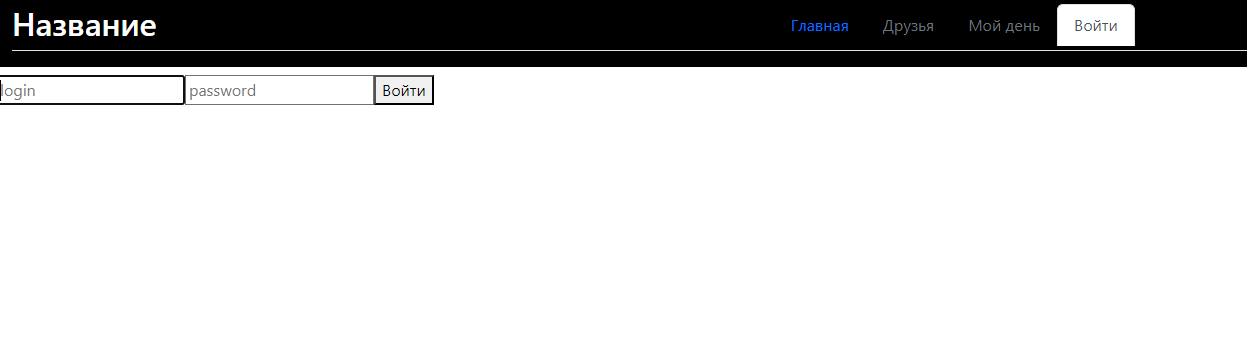 Название Главная Друзья Мой день Войти
login password Войти